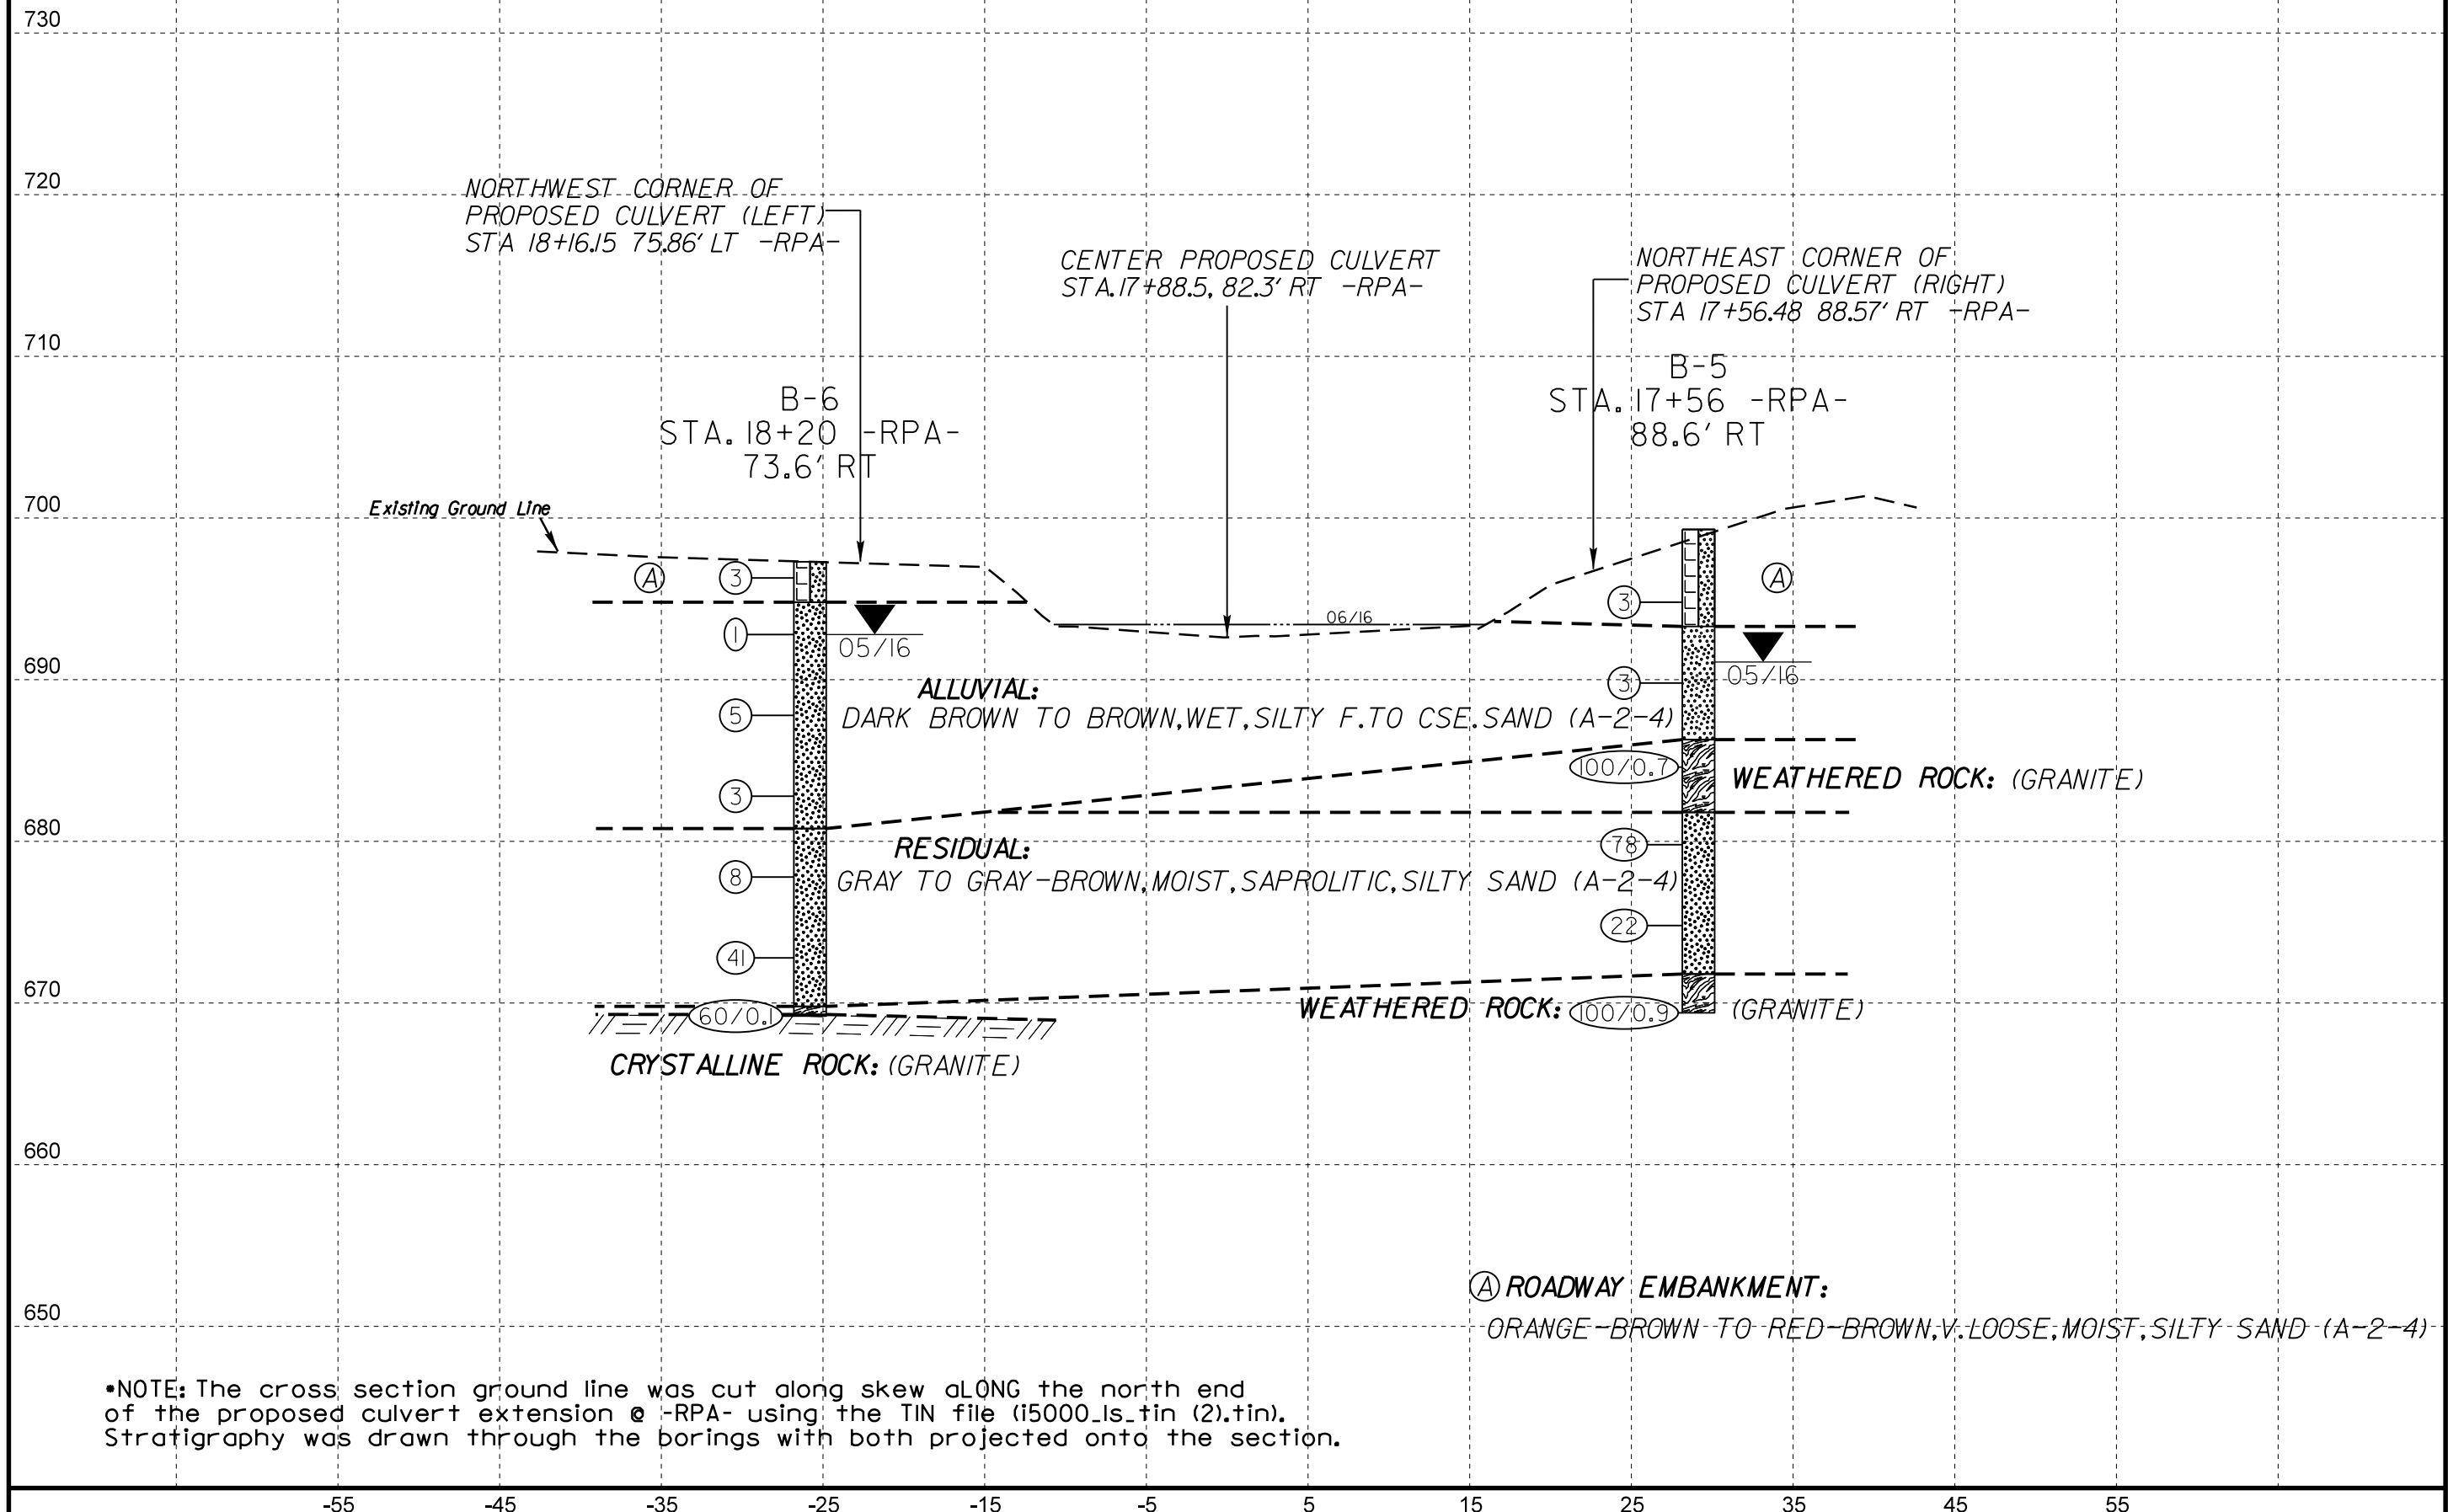 730
720
NORTHWEST CORNER OF
PROPOSED CULVERT (LEFT)
STA 18+16.15 75.86' LT -RPA-
CENTER PROPOSED CULVERT
STA.17+88.5, 82.3' RT -RPA-
NORTHEAST CORNER OF
PROPOSED CULVERT (RIGHT)
STA 17+56.48 88.57' RT -RPA-
710
B-6
STA. 18+20 -RPA-
73.6' RT
B-5
STA. 17+56 -RPA-
88.6' RT
700
Existing Ground Line
A
3
1
05/16
06/16
3
A
690
ALLUVIAL:
3
05/16
5
DARK BROWN TO BROWN,WET,SILTY F.TO CSE.SAND (A-2-4)
3
100/0.7
WEATHERED ROCK: (GRANITE)
680
RESIDUAL:
78
8
GRAY TO GRAY-BROWN,MOIST,SAPROLITIC,SILTY SAND (A-2-4)
22
41
670
60/0.1
WEATHERED ROCK:
100/0.9
(GRANITE)
CRYSTALLINE ROCK: (GRANITE)
660
650
A ROADWAY EMBANKMENT:
ORANGE-BROWN TO RED-BROWN,V.LOOSE,MOIST,SILTY SAND (A-2-4)
*NOTE: The cross section ground line was cut along skew aLONG the north end
of the proposed culvert extension @ -RPA- using the TIN file (i5000_ls_tin (2).tin).
Stratigraphy was drawn through the borings with both projected onto the section.
-55 -45 -35 -25 -15 -5 5 15 25 35 45 55